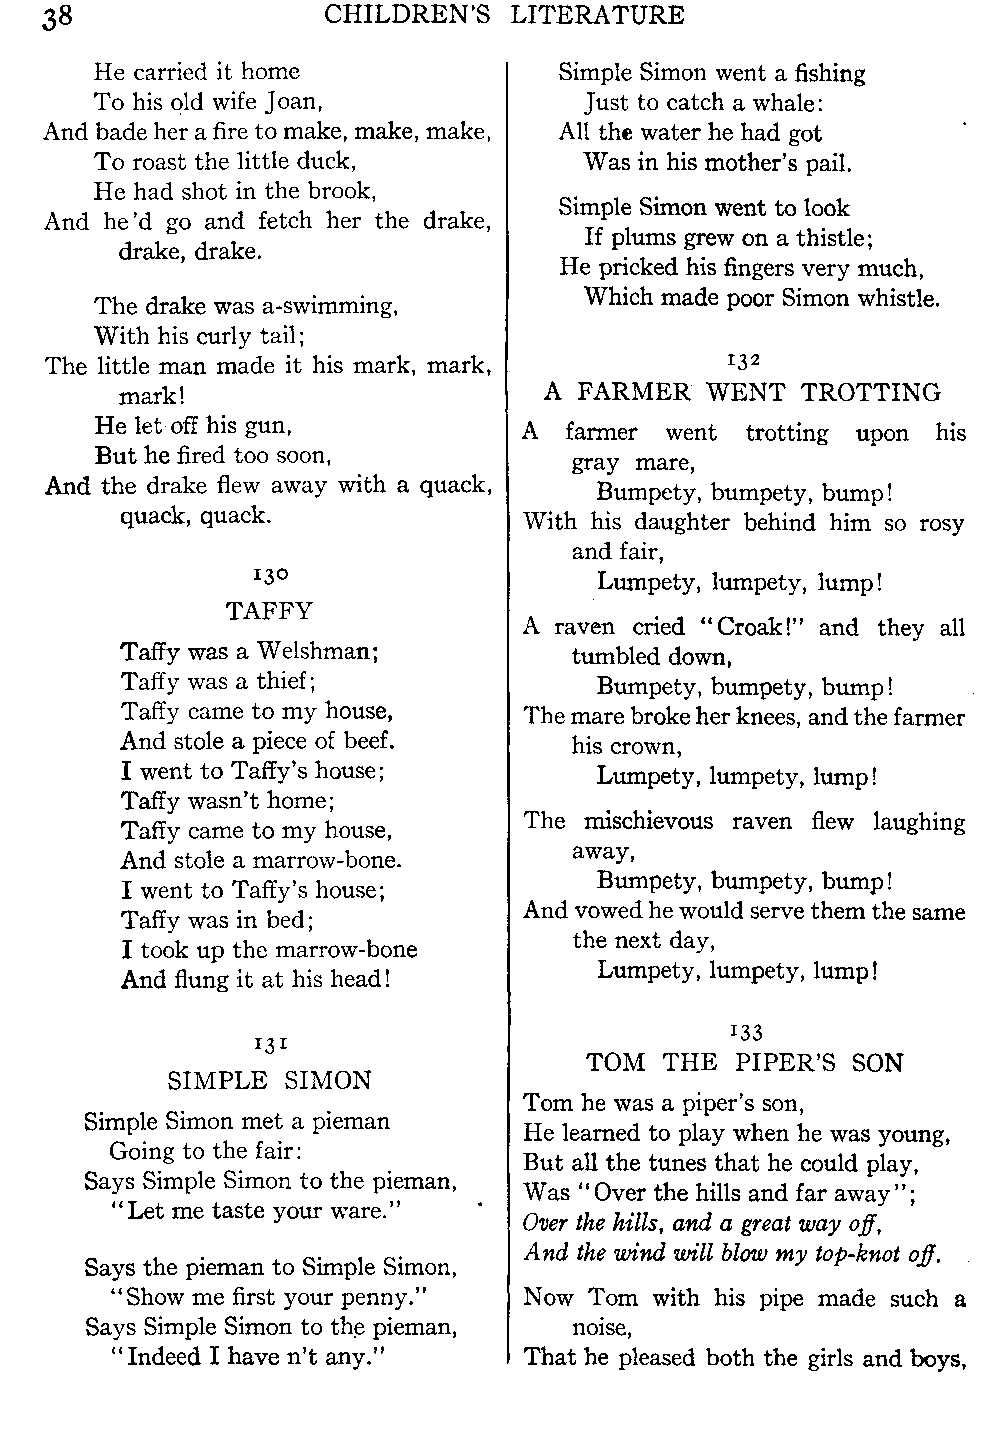 38
CHILDREN'S LITERATURE
He carried it home
To his old wife Joan,
And bade her a fire to make, make, make,
To roast the little duck,
He had shot in the brook,
And he'd go and fetch her the drake,
drake, drake.
The drake was a-swimming,
With his curly tail;
The little man made it his mark, mark,
mark!
He let off his gun,
But he fired too soon,
And the drake flew away with a quack,
quack, quack.
130
TAFFY
Taffy was a Welshman;
Taffy was a thief;
Taffy came to my house,
And stole a piece of beef.
I went to Taffy's house;
Taffy wasn't home;
Taffy came to my house,
And stole a marrow-bone.
I went to Taffy's house;
Taffy was in bed;
I took up the marrow-bone
And flung it at his head!
131
SIMPLE SIMON
Simple Simon met a pieman
Going to the fair:
Says Simple Simon to the pieman,
"Let me taste your ware."
Says the pieman to Simple Simon,
"Show me first your penny."
Says Simple Simon to the pieman,
"Indeed I have n't any."
Simple Simon went a fishing
Just to catch a whale:
All the water he had got
Was in his mother's pail.
Simple Simon went to look
If plums grew on a thistle;
He pricked his fingers very much,
Which made poor Simon whistle.
132
A FARMER WENT TROTTING
A farmer went trotting upon his
gray mare,
Bumpety, bumpety, bump!
With his daughter behind him so rosy
and fair,
Lumpety, lumpety, lump!
A raven cried "Croak!" and they all
tumbled down,
Bumpety, bumpety, bump!
The mare broke her knees, and the farmer
his crown,
Lumpety, lumpety, lump!
The mischievous raven flew laughing
away,
Bumpety, bumpety, bump!
And vowed he would serve them the same
the next day,
Lumpety, lumpety, lump!
133
TOM THE PIPER'S SON
Tom he was a piper's son,
He learned to play when he was young,
But all the tunes that he could play,
Was "Over the hills and far away";
Over the hills, and a great way off,
And the wind will blow my top-knot off.
Now Tom with his pipe made such a
noise,
That he pleased both the girls and boys,